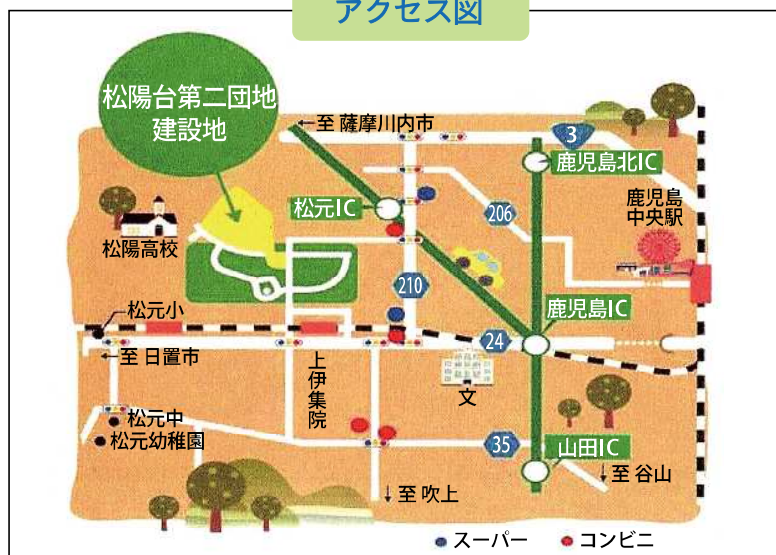 アクセス図
松陽台第二団地
建設地
←至 薩摩川内市
3
鹿児島北IC
鹿児島
中央駅
松元IC
206
松陽高校
210
松元小
鹿児島IC
24
←至 日置市
上伊集院
文
松元中
松元幼稚園
35
山田IC
↓至 谷山
↓至 吹上
スーパー
コンビニ